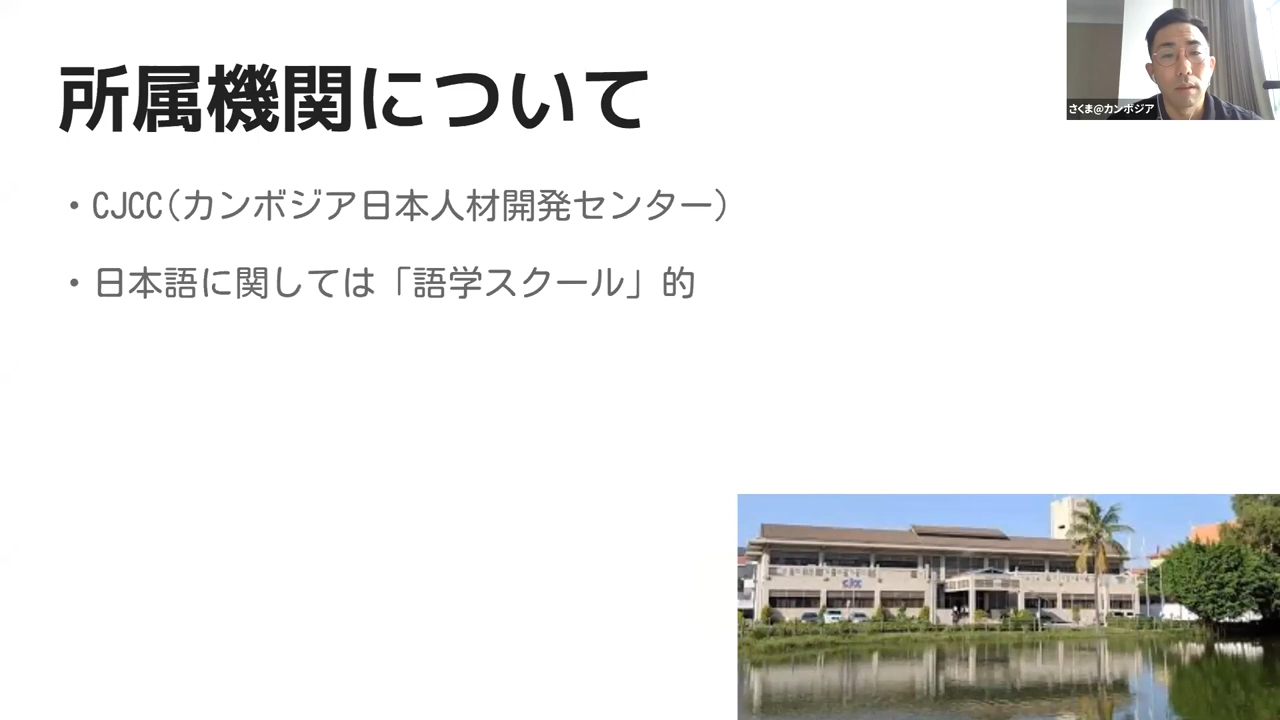 所属機関について
さくま@カンボジア
・CJCC(カンボジア日本人材開発センター)
・日本語に関しては「語学スクール」的
cjcc